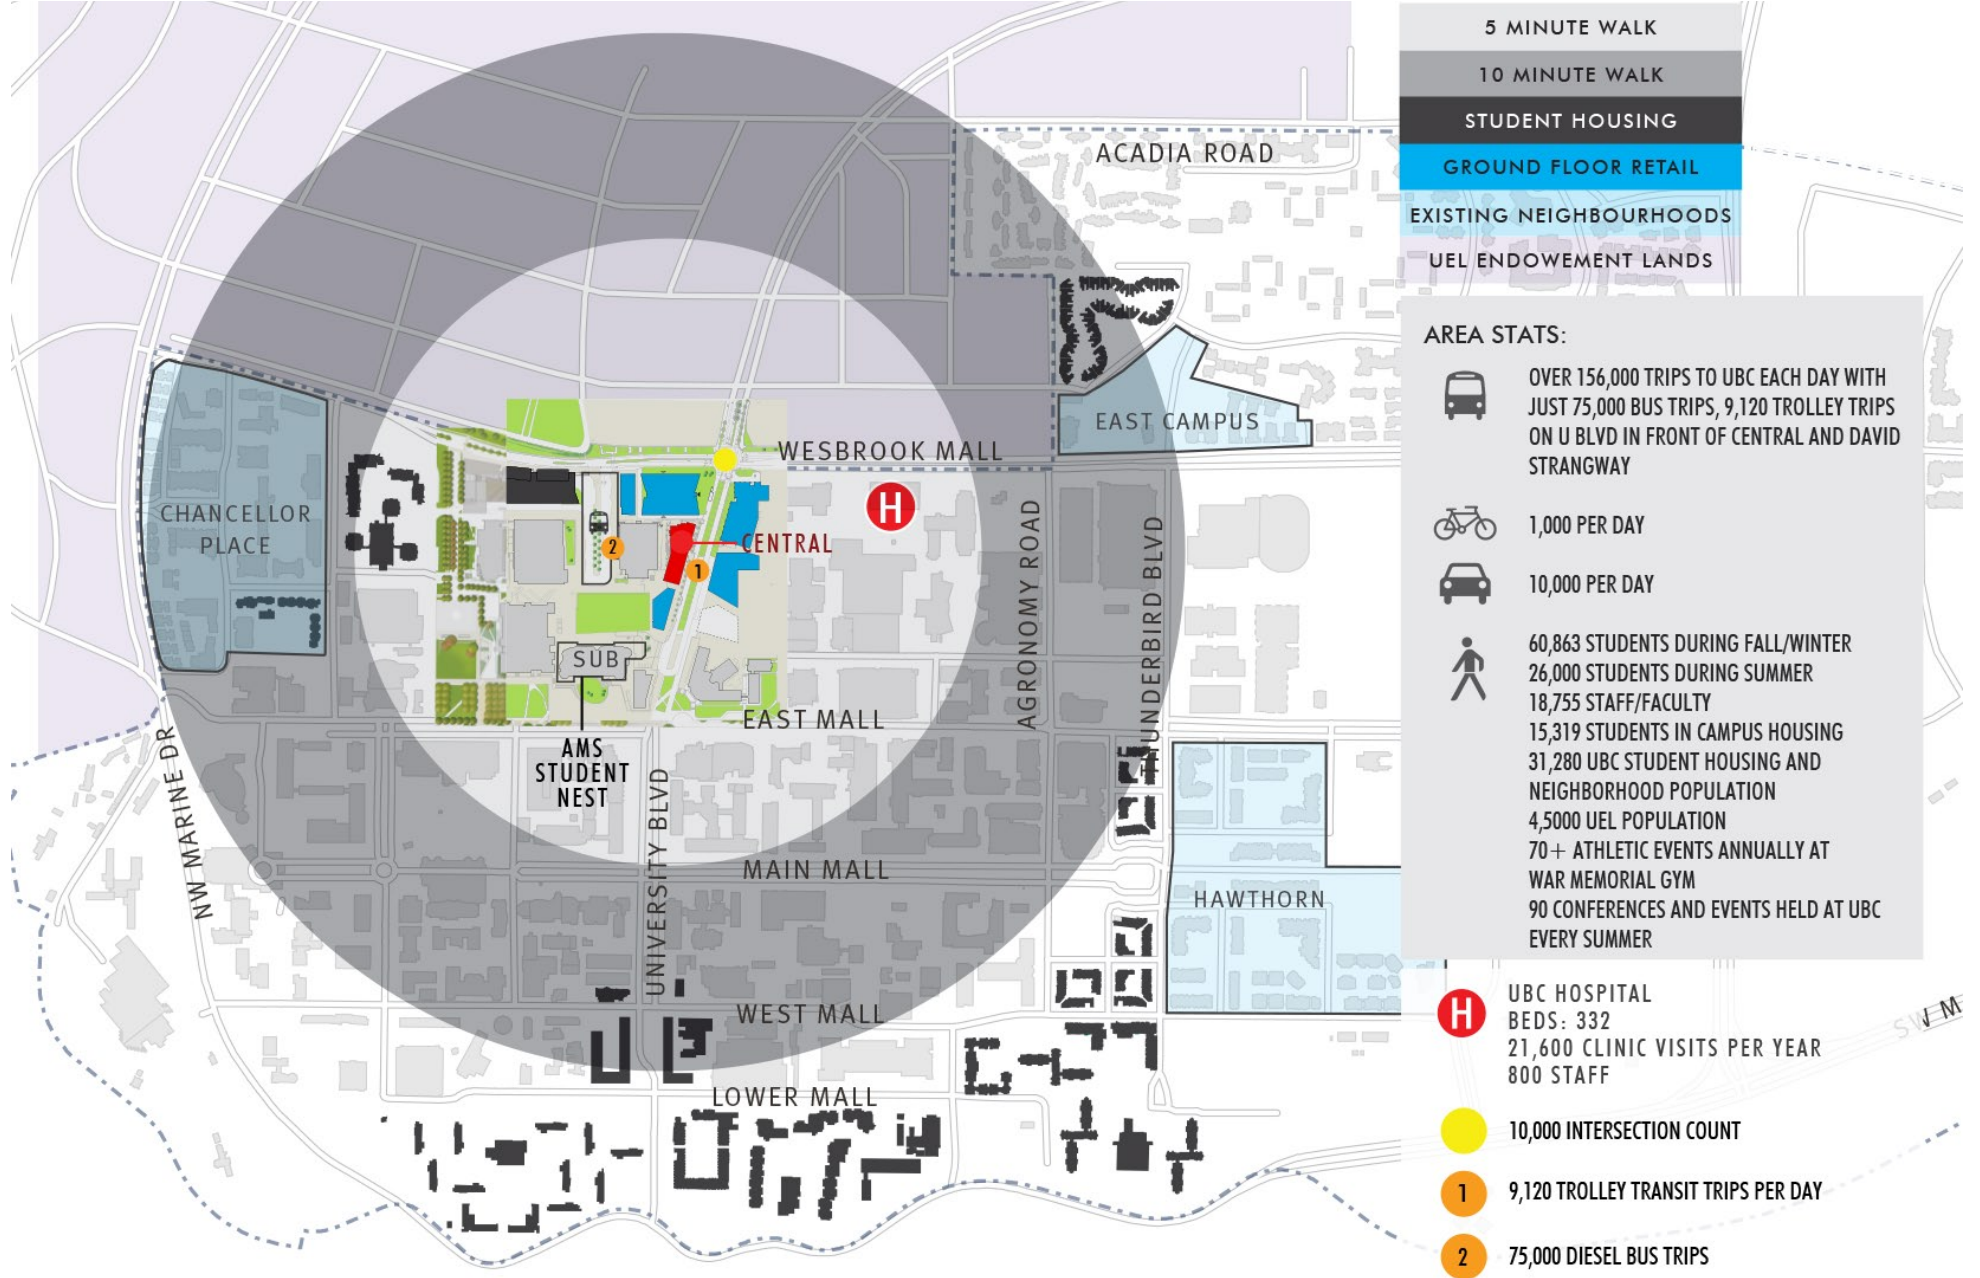 5 MINUTE WALK
10 MINUTE WALK
STUDENT HOUSING
GROUND FLOOR RETAIL
EXISTING NEIGHBOURHOODS
UEL ENDOWEMENT LANDS
ACADIA ROAD
EAST CAMPUS
WESBROOK MALL
H
CHANCELLOR
PLACE
2
CENTRAL
1
AGRONOMY ROAD
THUNDERBIRD BLVD
SUB
EAST MALL
AMS
STUDENT
NEST
NW MARINE DR
UNIVERSITY BLVD
MAIN MALL
HAWTHORN
WEST MALL
LOWER MALL
SW M
AREA STATS:
OVER 156,000 TRIPS TO UBC EACH DAY WITH
JUST 75,000 BUS TRIPS, 9,120 TROLLEY TRIPS
ON U BLVD IN FRONT OF CENTRAL AND DAVID
STRANGWAY
1,000 PER DAY
10,000 PER DAY
60,863 STUDENTS DURING FALL/WINTER
26,000 STUDENTS DURING SUMMER
18,755 STAFF/FACULTY
15,319 STUDENTS IN CAMPUS HOUSING
31,280 UBC STUDENT HOUSING AND
NEIGHBORHOOD POPULATION
4,5000 UEL POPULATION
70+ ATHLETIC EVENTS ANNUALLY AT
WAR MEMORIAL GYM
90 CONFERENCES AND EVENTS HELD AT UBC
EVERY SUMMER
H
UBC HOSPITAL
BEDS: 332
21,600 CLINIC VISITS PER YEAR
800 STAFF
10,000 INTERSECTION COUNT
1
9,120 TROLLEY TRANSIT TRIPS PER DAY
2
75,000 DIESEL BUS TRIPS